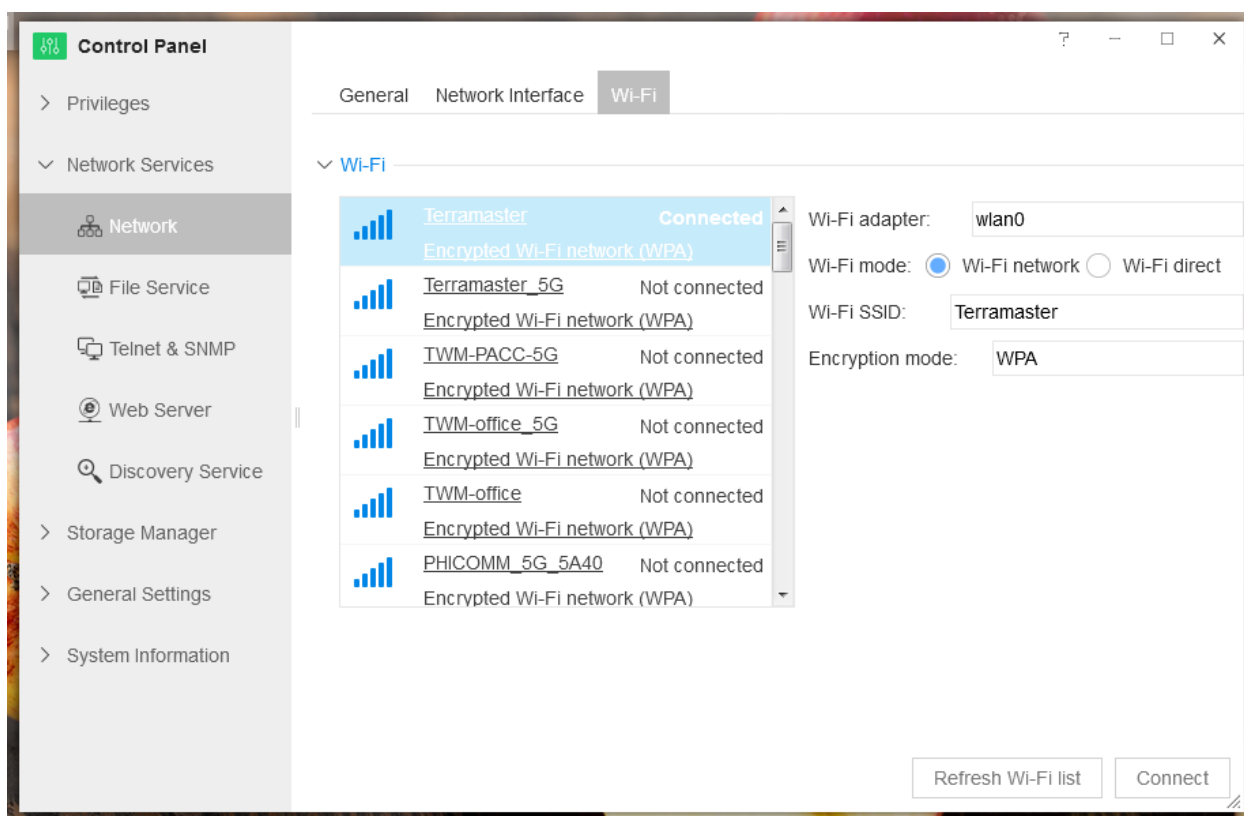 Control Panel
Privileges
Network Services
Network
File Service
Telnet & SNMP
Web Server
Discovery Service
Storage Manager
General Settings
System Information
?
General Network Interface Wi-Fi
Wi-Fi
Terramaster Connected
Encrypted Wi-Fi network (WPA)
Terramaster_5G Not connected
Encrypted Wi-Fi network (WPA)
TWM-PACC-5G Not connected
Encrypted Wi-Fi network (WPA)
TWM-office_5G Not connected
Encrypted Wi-Fi network (WPA)
TWM-office Not connected
Encrypted Wi-Fi network (WPA)
PHICOMM_5G_5A40 Not connected
Encrypted Wi-Fi network (WPA)
Wi-Fi adapter: wlan0
Wi-Fi mode: Wi-Fi network Wi-Fi direct
Wi-Fi SSID: Terramaster
Encryption mode: WPA
Refresh Wi-Fi list Connect